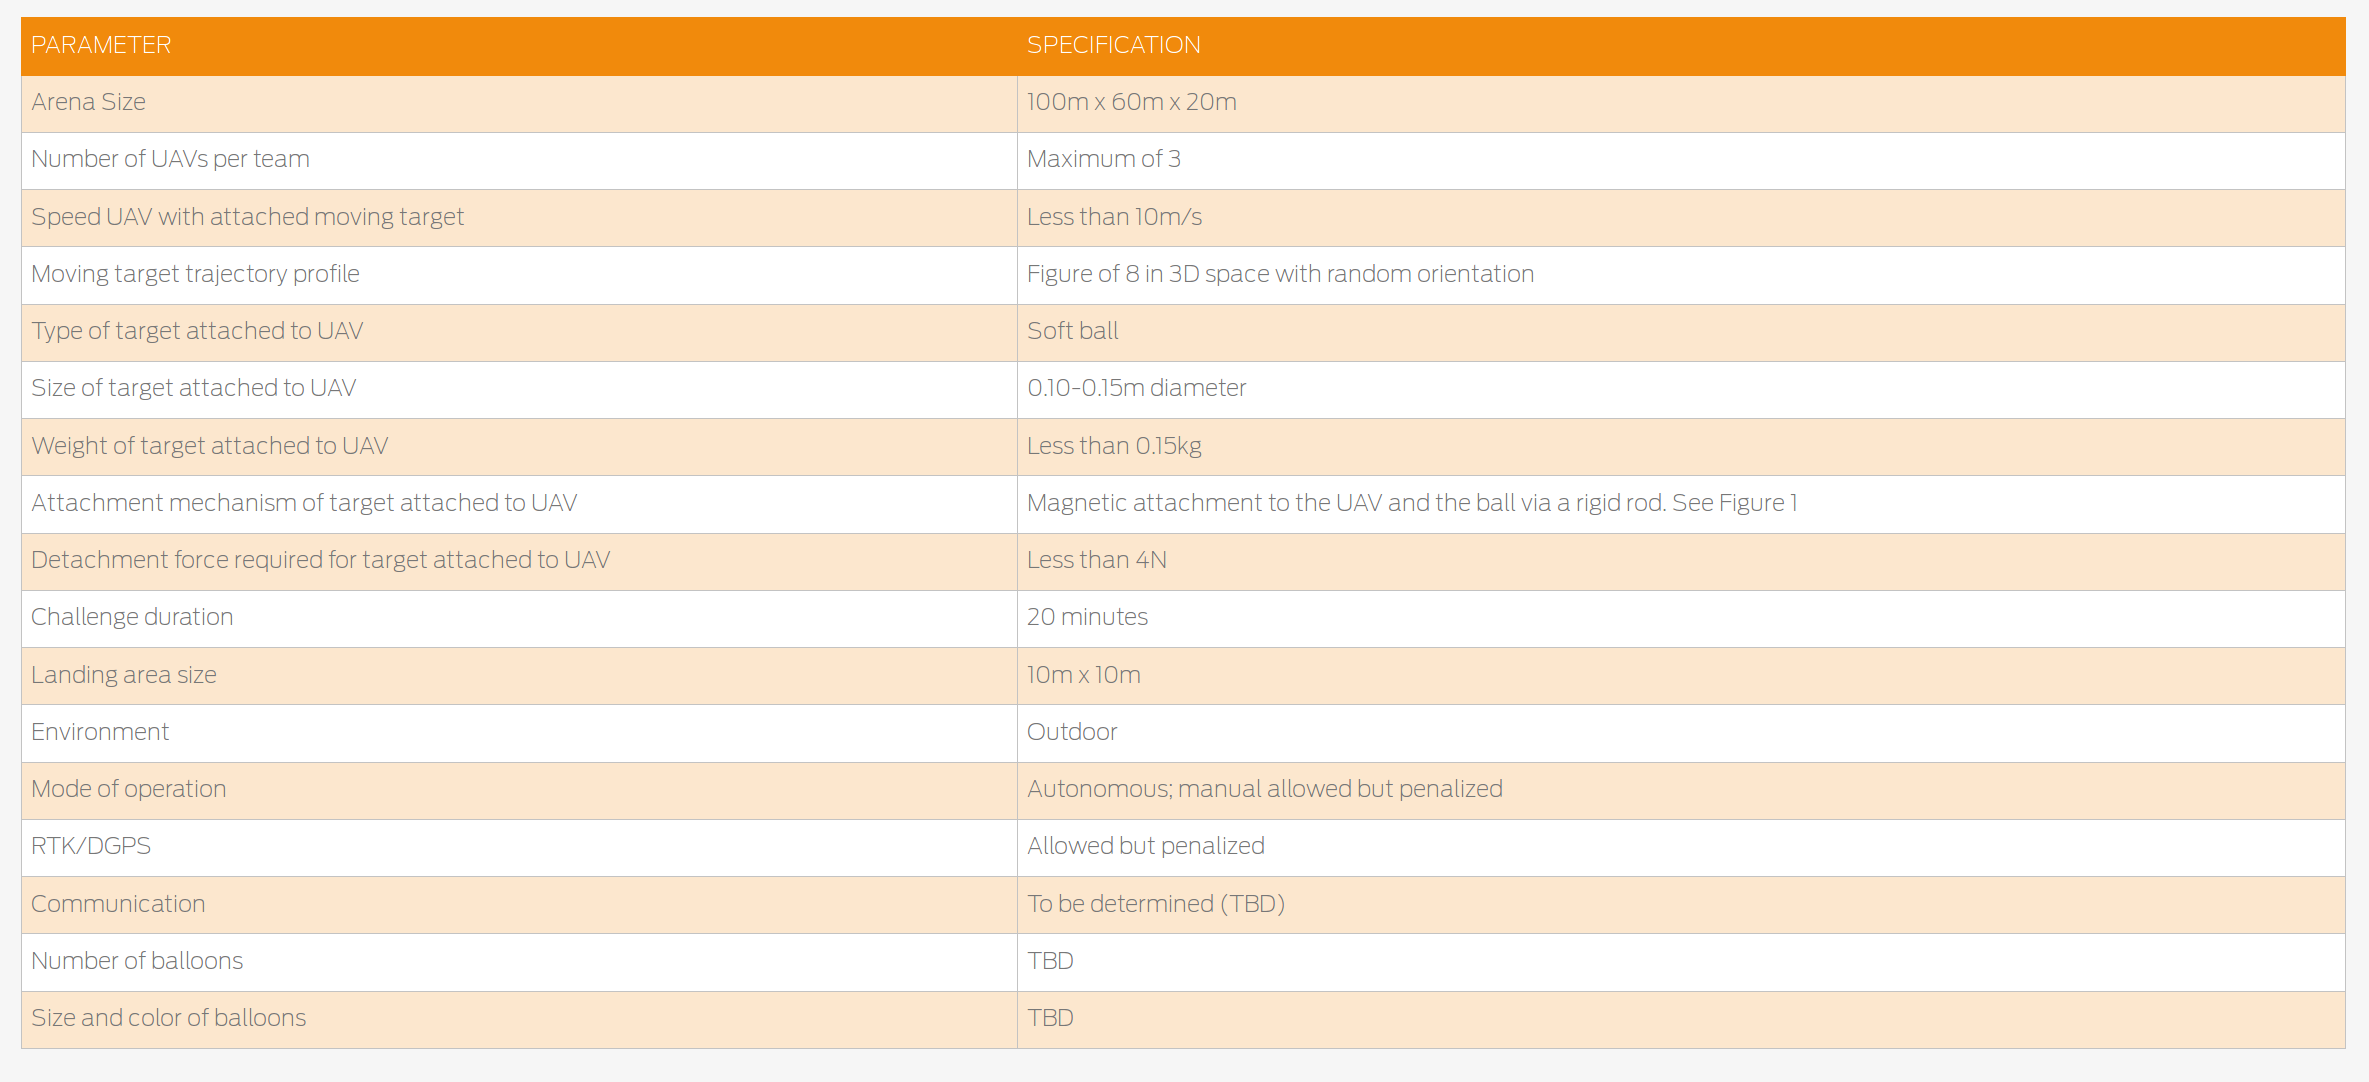 PARAMETER SPECIFICATION
Arena Size 100m x 60m x 20m
Number of UAVs per team Maximum of 3
Speed UAV with attached moving target Less than 10m/s
Moving target trajectory profile Figure of 8 in 3D space with random orientation
Type of target attached to UAV Soft ball
Size of target attached to UAV 0.10-0.15m diameter
Weight of target attached to UAV Less than 0.15kg
Attachment mechanism of target attached to UAV Magnetic attachment to the UAV and the ball via a rigid rod. See Figure 1
Detachment force required for target attached to UAV Less than 4N
Challenge duration 20 minutes
Landing area size 10m x 10m
Environment Outdoor
Mode of operation Autonomous; manual allowed but penalized
RTK/DGPS Allowed but penalized
Communication To be determined (TBD)
Number of balloons TBD
Size and color of balloons TBD